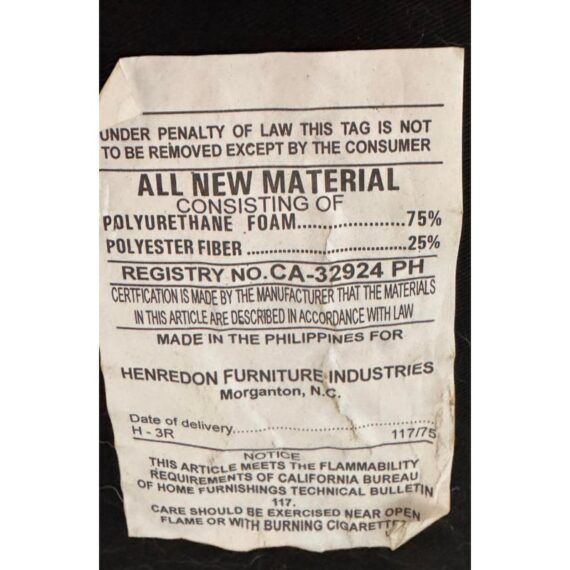 UNDER PENALTY OF LAW THIS TAG IS NOT
TO BE REMOVED EXCEPT BY THE CONSUMER
ALL NEW MATERIAL
CONSISTING OF
POLYURETHANE FOAM......................75%
POLYESTER FIBER ...............................25%
REGISTRY NO.CA-32924 PH
CERTFICATION IS MADE BY THE MANUFACTURER THAT THE MATERIALS
IN THIS ARTICLE ARE DESCRIBED IN ACCORDANCE WITH LAW
MADE IN THE PHILIPPINES FOR
HENREDON FURNITURE INDUSTRIES
Morganton, N.C.
Date of delivery...............................
H - 3R 117/75
NOTICE
THIS ARTICLE MEETS THE FLAMMABILITY
REQUIREMENTS OF CALIFORNIA BUREAU
OF HOME FURNISHINGS TECHNICAL BULLETIN
117.
CARE SHOULD BE EXERCISED NEAR OPEN
FLAME OR WITH BURNING